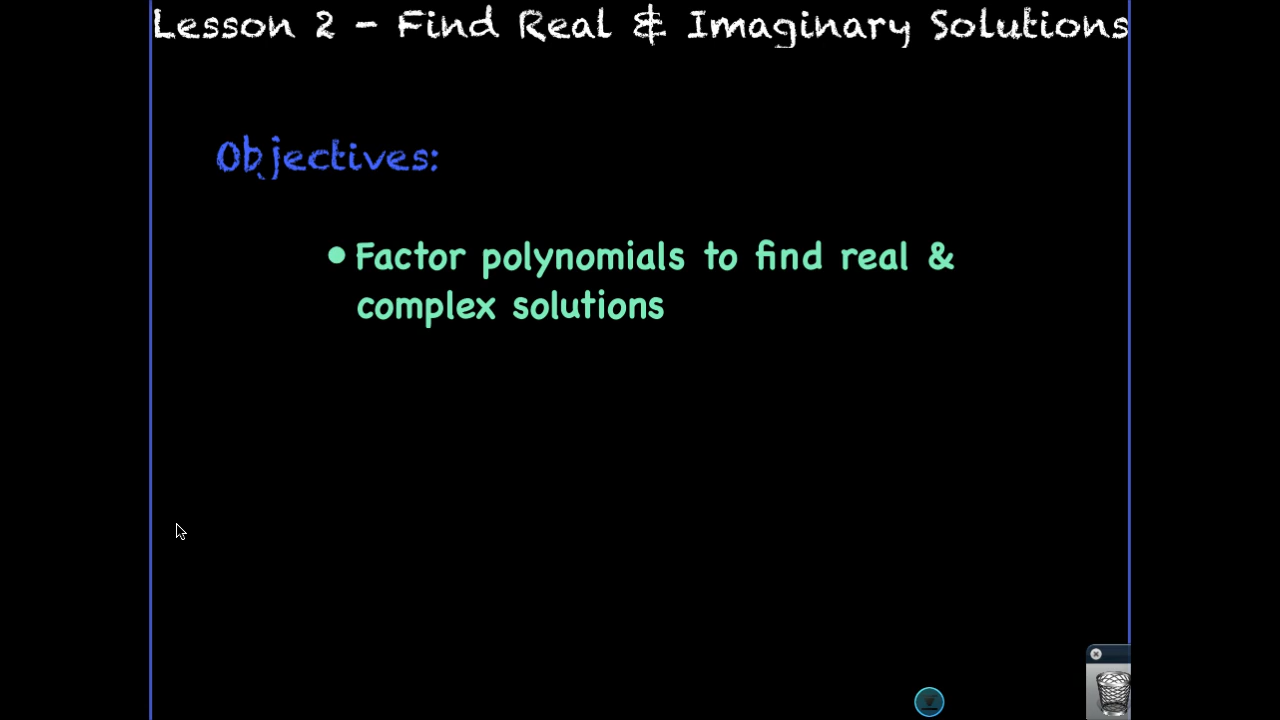 Lesson 2 - Find Real & Imaginary Solutions
Objectives:
• Factor polynomials to find real &
complex solutions